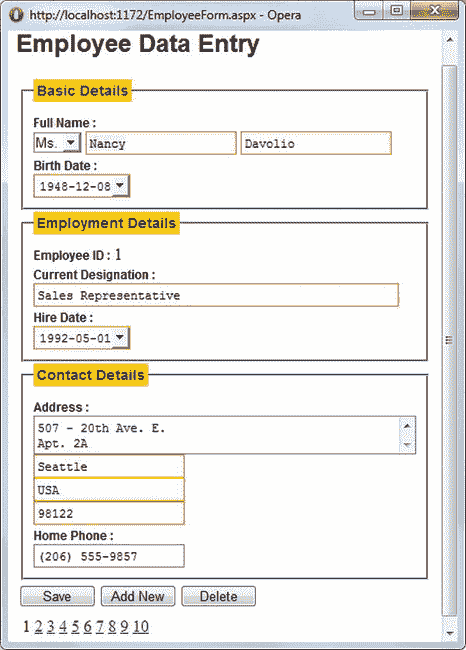 http://localhost:1172/EmployeeForm.aspx - Opera
Employee Data Entry
Basic Details
Full Name :
Ms. Nancy Davolio
Birth Date :
1948-12-08
Employment Details
Employee ID : 1
Current Designation :
Sales Representative
Hire Date :
1992-05-01
Contact Details
Address :
507 - 20th Ave. E.
Apt. 2A
Seattle
USA
98122
Home Phone :
(206) 555-9857
Save Add New Delete
1 2 3 4 5 6 7 8 9 10